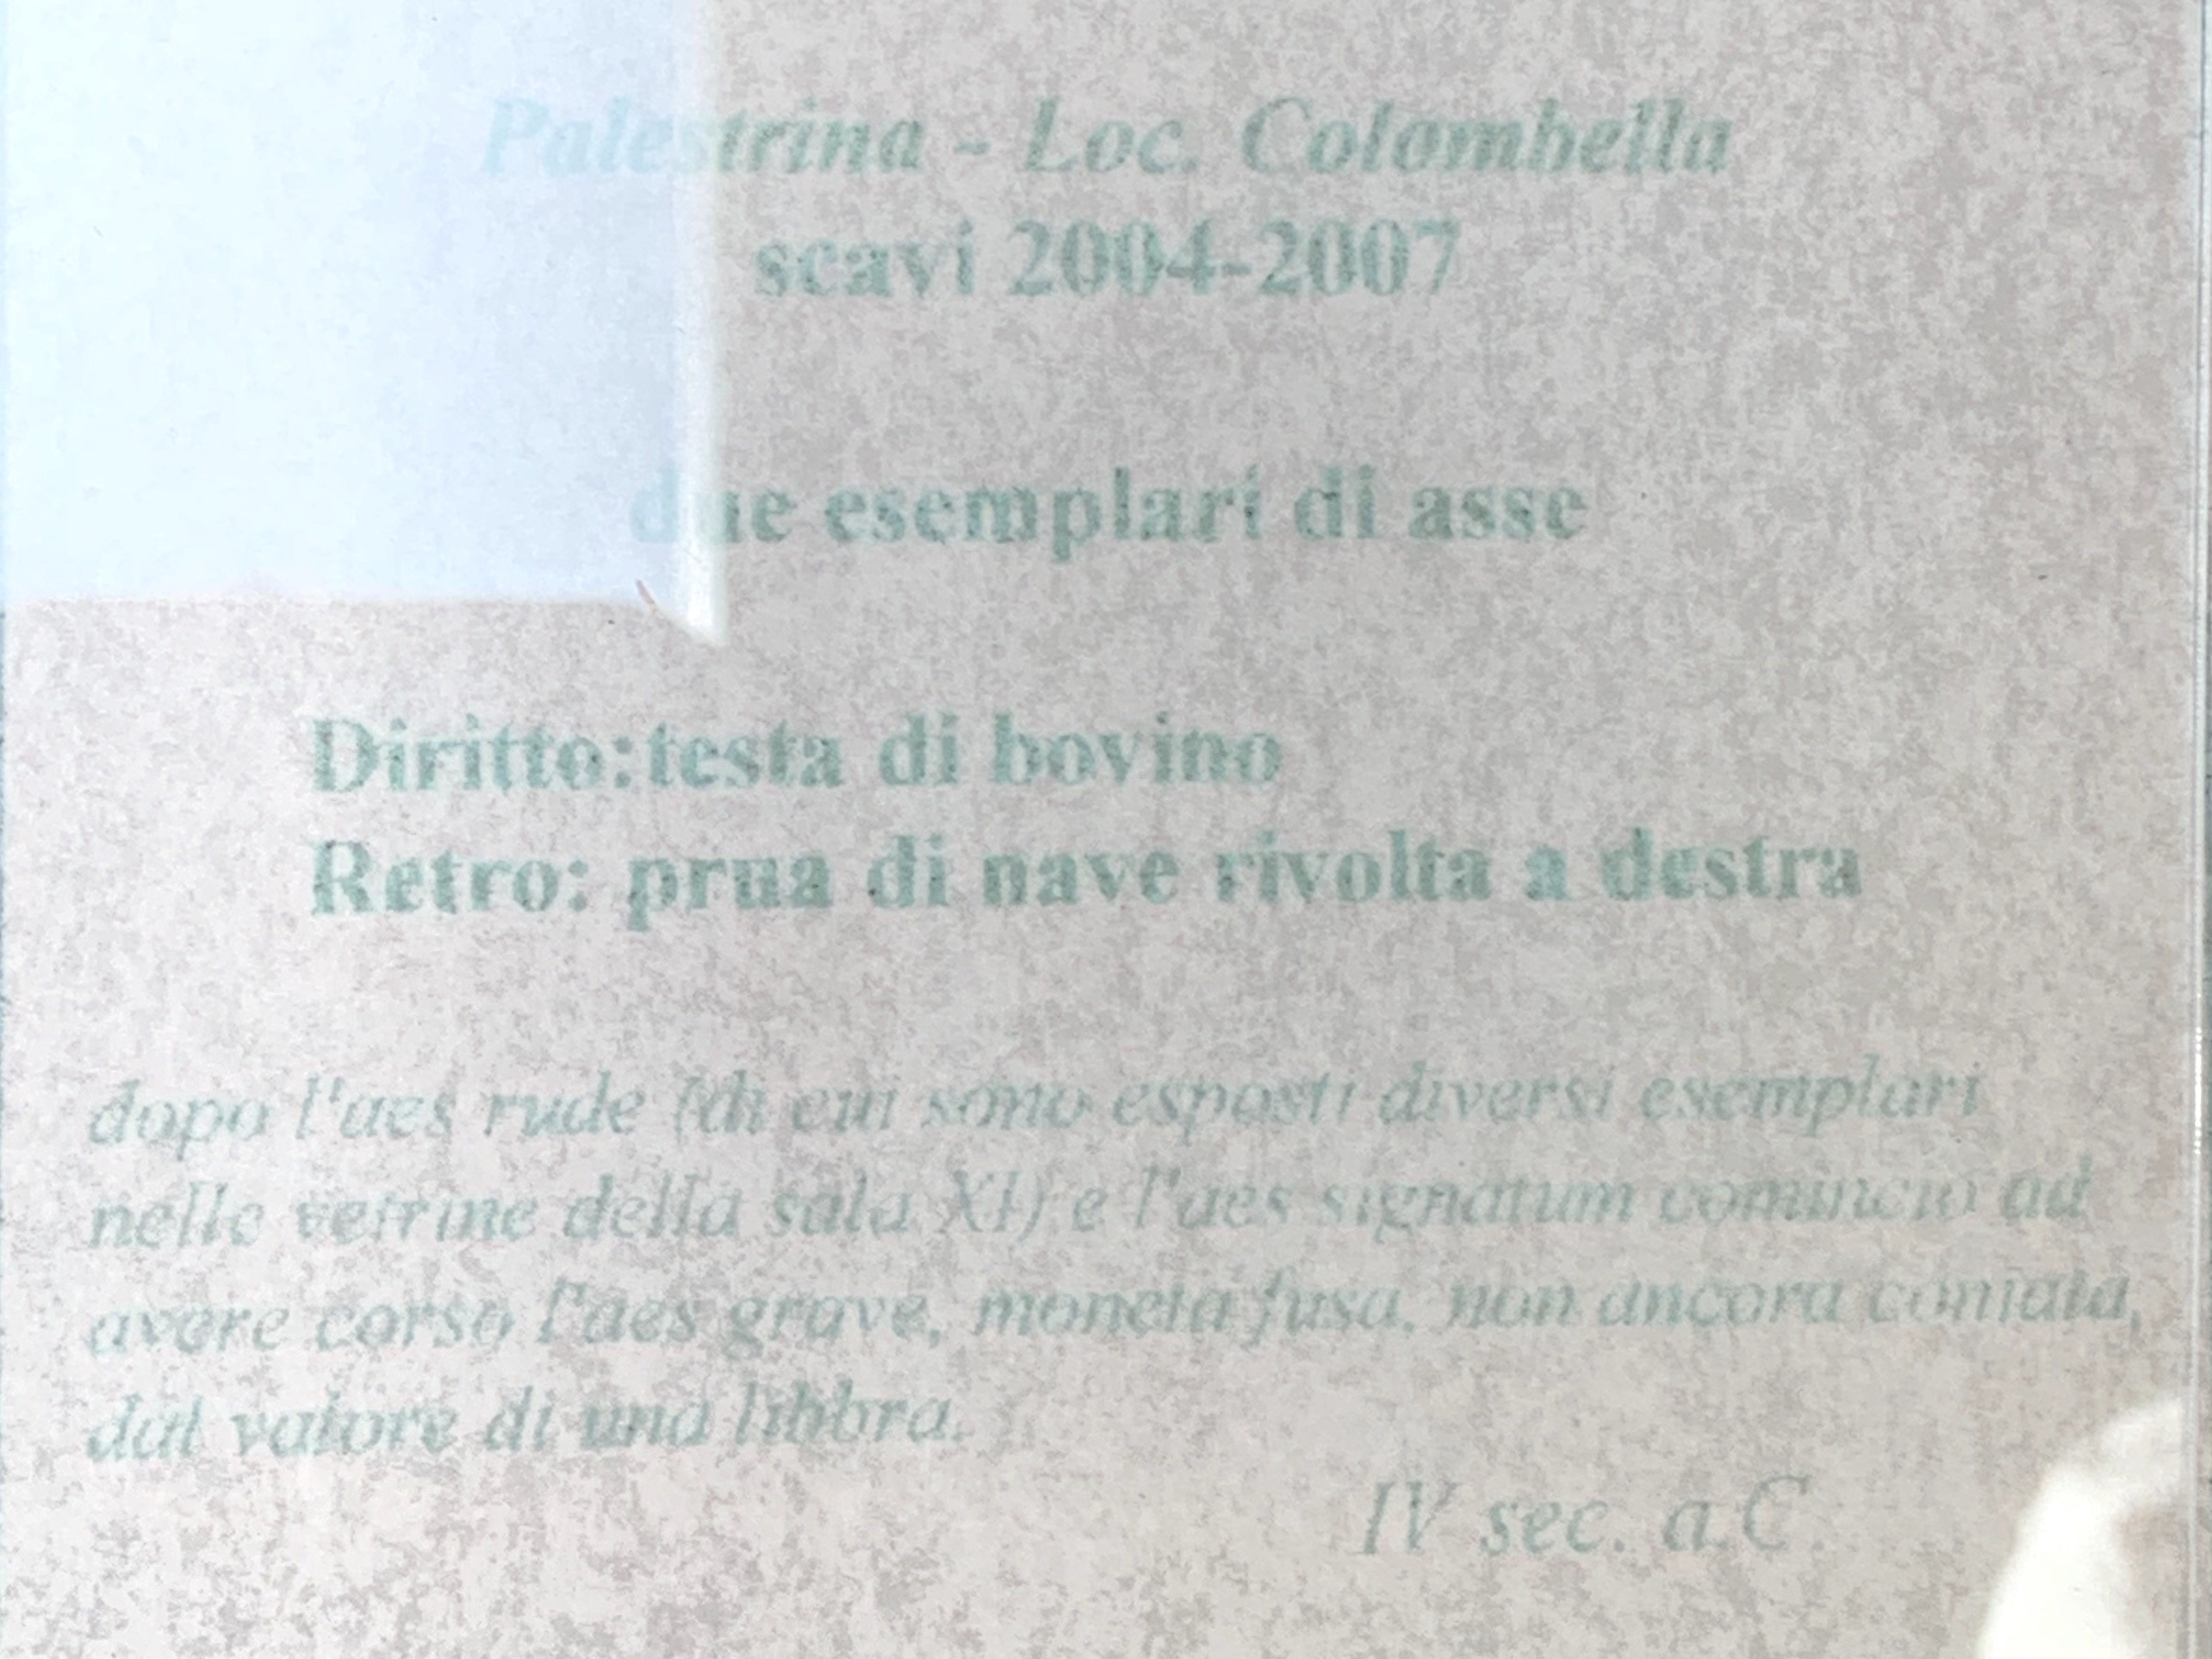 Palestrina - Loc. Colombella
scavi 2004-2007
due esemplari di asse
Diritto:testa di bovino
Retro: prua di nave rivolta a destra
dopo l'aes rude (di cui sono esposti diversi esemplari
nelle vetrine della sala XI) e l'aes signatum cominciò ad
avere corso l'aes grave, moneta fusa, non ancora coniata,
dal valore di una libbra.
IV sec. a.C.